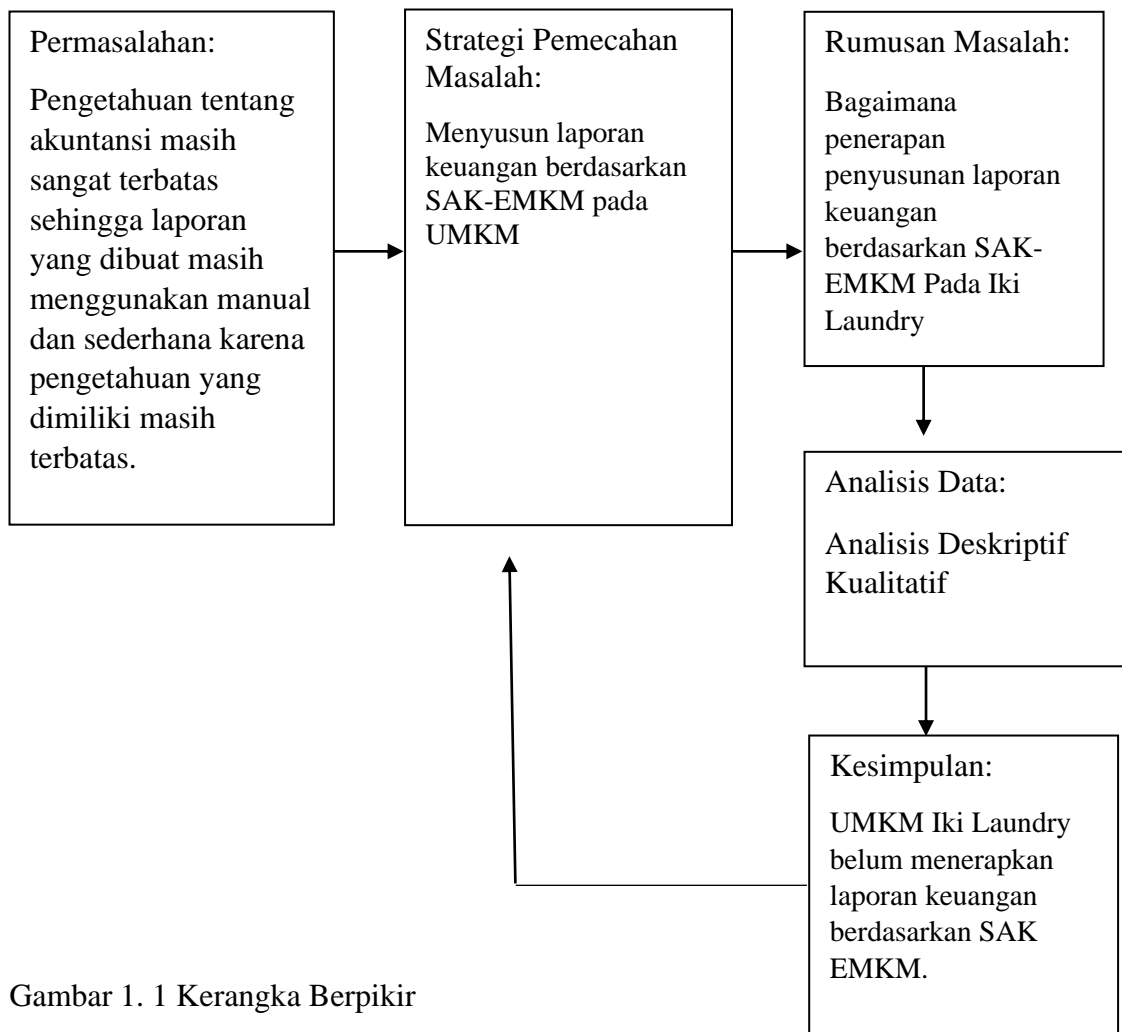 Permasalahan:
Pengetahuan tentang
akuntansi masih
sangat terbatas
sehingga laporan
yang dibuat masih
menggunakan manual
dan sederhana karena
pengetahuan yang
dimiliki masih
terbatas.
Strategi Pemecahan
Masalah:
Menyusun laporan
keuangan berdasarkan
SAK-EMKM pada
UMKM
Rumusan Masalah:
Bagaimana
penerapan
penyusunan laporan
keuangan
berdasarkan SAK-
EMKM Pada Iki
Laundry
Analisis Data:
Analisis Deskriptif
Kualitatif
Kesimpulan:
UMKM Iki Laundry
belum menerapkan
laporan keuangan
berdasarkan SAK
EMKM.
Gambar 1. 1 Kerangka Berpikir